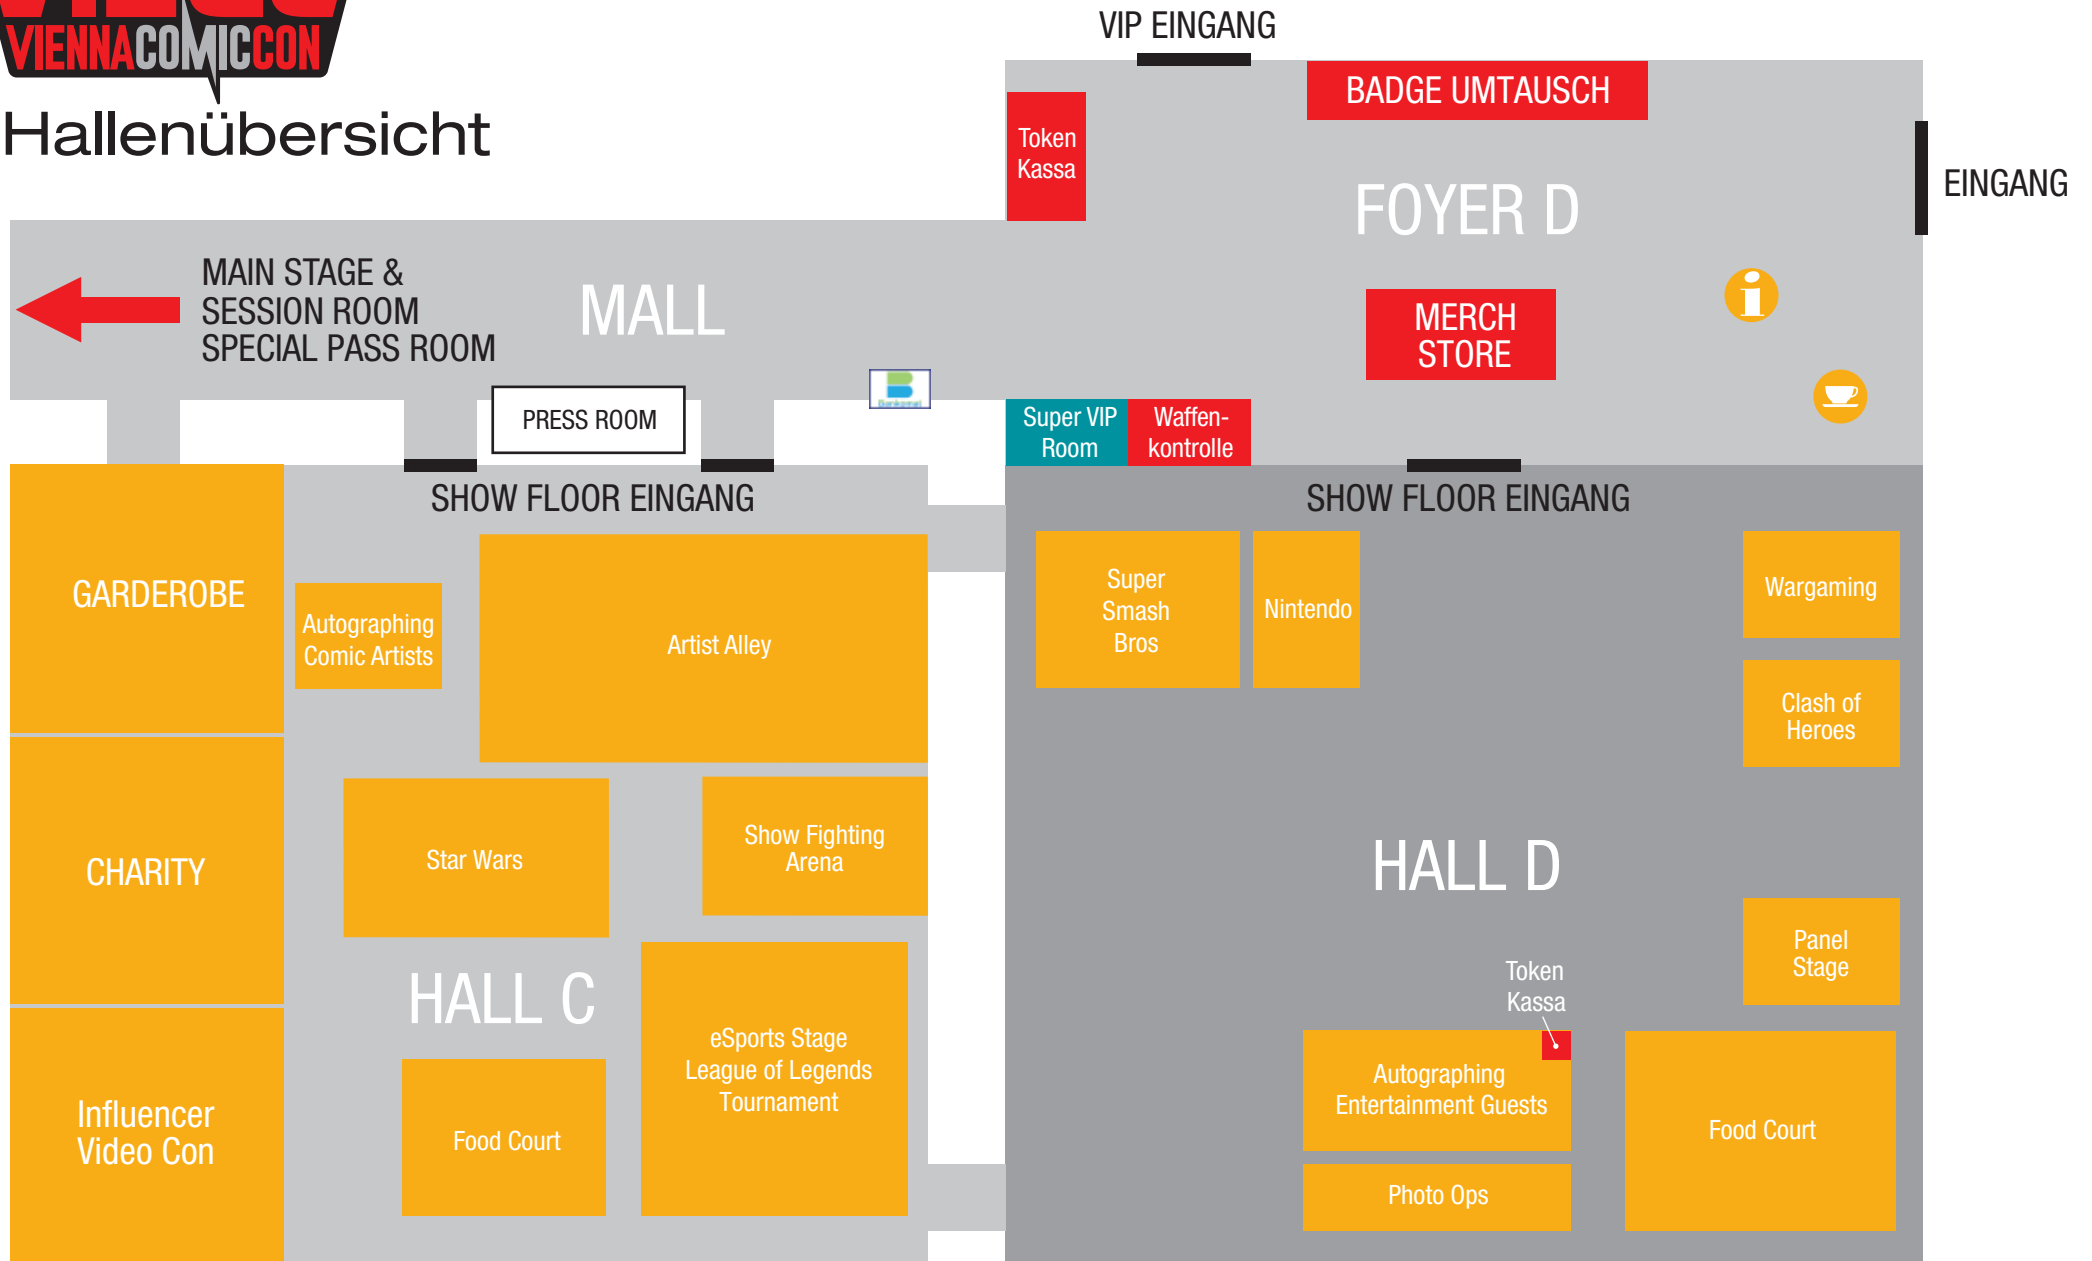 VIENNACOMICCON
Hallenübersicht
VIP EINGANG
BADGE UMTAUSCH
Token
Kassa
EINGANG
FOYER D
MAIN STAGE &
SESSION ROOM
SPECIAL PASS ROOM
MALL
i
MERCH
STORE
PRESS ROOM
Bankomat
Super VIP
Room
Waffen-
kontrolle
SHOW FLOOR EINGANG
SHOW FLOOR EINGANG
GARDEROBE
Autographing
Comic Artists
Artist Alley
Super
Smash
Bros
Nintendo
Wargaming
Clash of
Heroes
CHARITY
Star Wars
Show Fighting
Arena
HALL D
Panel
Stage
HALL C
Token
Kassa
eSports Stage
League of Legends
Tournament
Autographing
Entertainment Guests
Influencer
Video Con
Food Court
Food Court
Photo Ops